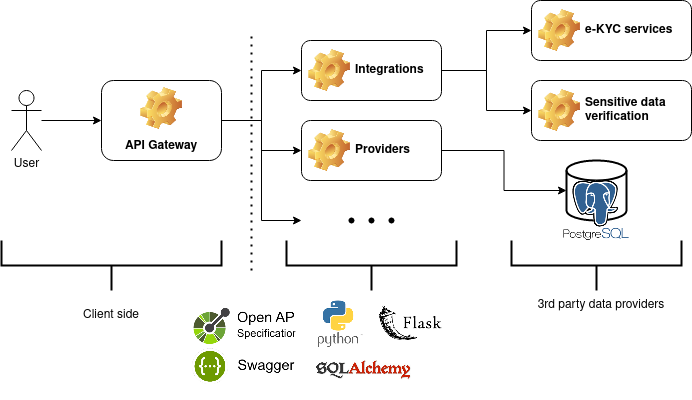 e-KYC services
Integrations
Sensitive data
verification
API Gateway
Providers
User
• • •
PostgreSQL
Client side
3rd party data providers
Open AP
Specification
python
Flask
Swagger
{···}
SQLAlchemy